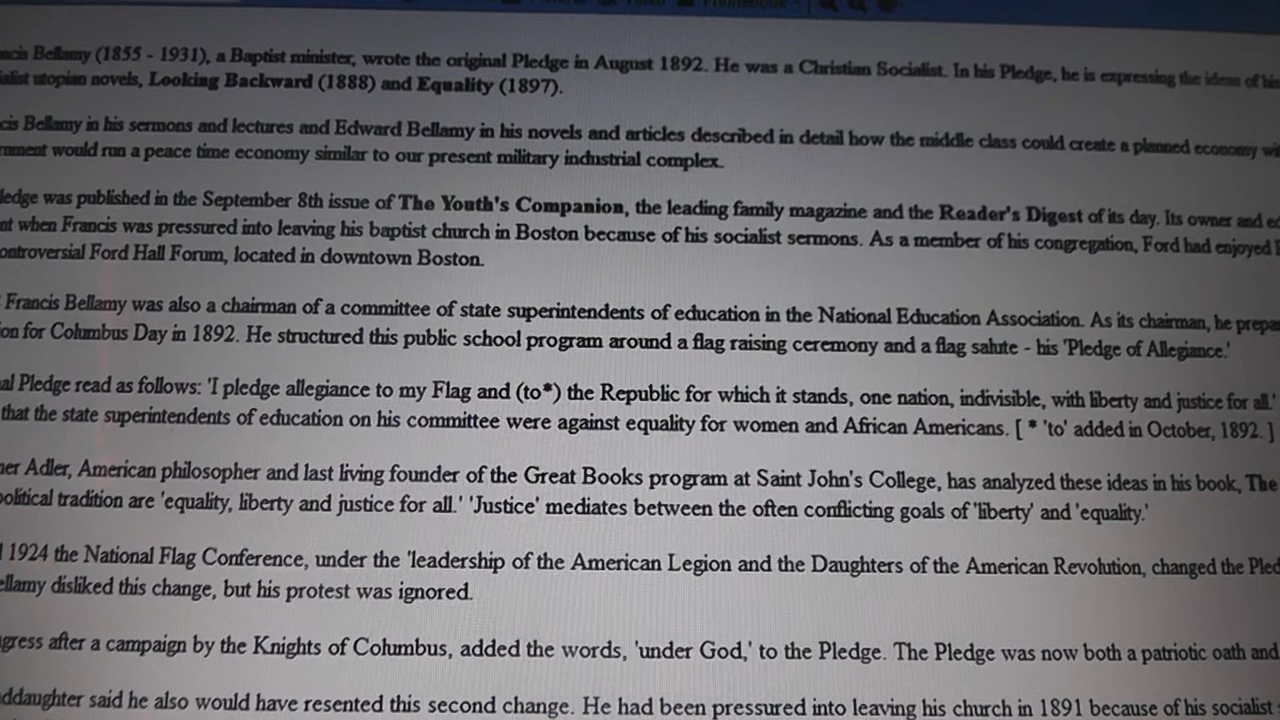 ncis Bellamy (1855 - 1931), a Baptist minister, wrote the original Pledge in August 1892. He was a Christian Socialist. In his Pledge, he is expressing the ideas of his
ialist utopian novels, Looking Backward (1888) and Equality (1897).
cis Bellamy in his sermons and lectures and Edward Bellamy in his novels and articles described in detail how the middle class could create a planned economy wit
rnment would run a peace time economy similar to our present military industrial complex.
ledge was published in the September 8th issue of The Youth's Companion, the leading family magazine and the Reader's Digest of its day. Its owner and ed
nt when Francis was pressured into leaving his baptist church in Boston because of his socialist sermons. As a member of his congregation, Ford had enjoyed
ontroversial Ford Hall Forum, located in downtown Boston.
Francis Bellamy was also a chairman of a committee of state superintendents of education in the National Education Association. As its chairman, he prepa
on for Columbus Day in 1892. He structured this public school program around a flag raising ceremony and a flag salute - his 'Pledge of Allegiance.'
al Pledge read as follows: 'I pledge allegiance to my Flag and (to*) the Republic for which it stands, one nation, indivisible, with liberty and justice for all.'
that the state superintendents of education on his committee were against equality for women and African Americans. [ * 'to' added in October, 1892. ]
ner Adler, American philosopher and last living founder of the Great Books program at Saint John's College, has analyzed these ideas in his book, The
political tradition are 'equality, liberty and justice for all.' 'Justice' mediates between the often conflicting goals of 'liberty' and 'equality.'
1924 the National Flag Conference, under the 'leadership of the American Legion and the Daughters of the American Revolution, changed the Pled
ellamy disliked this change, but his protest was ignored.
gress after a campaign by the Knights of Columbus, added the words, 'under God,' to the Pledge. The Pledge was now both a patriotic oath and
ddaughter said he also would have resented this second change. He had been pressured into leaving his church in 1891 because of his socialist